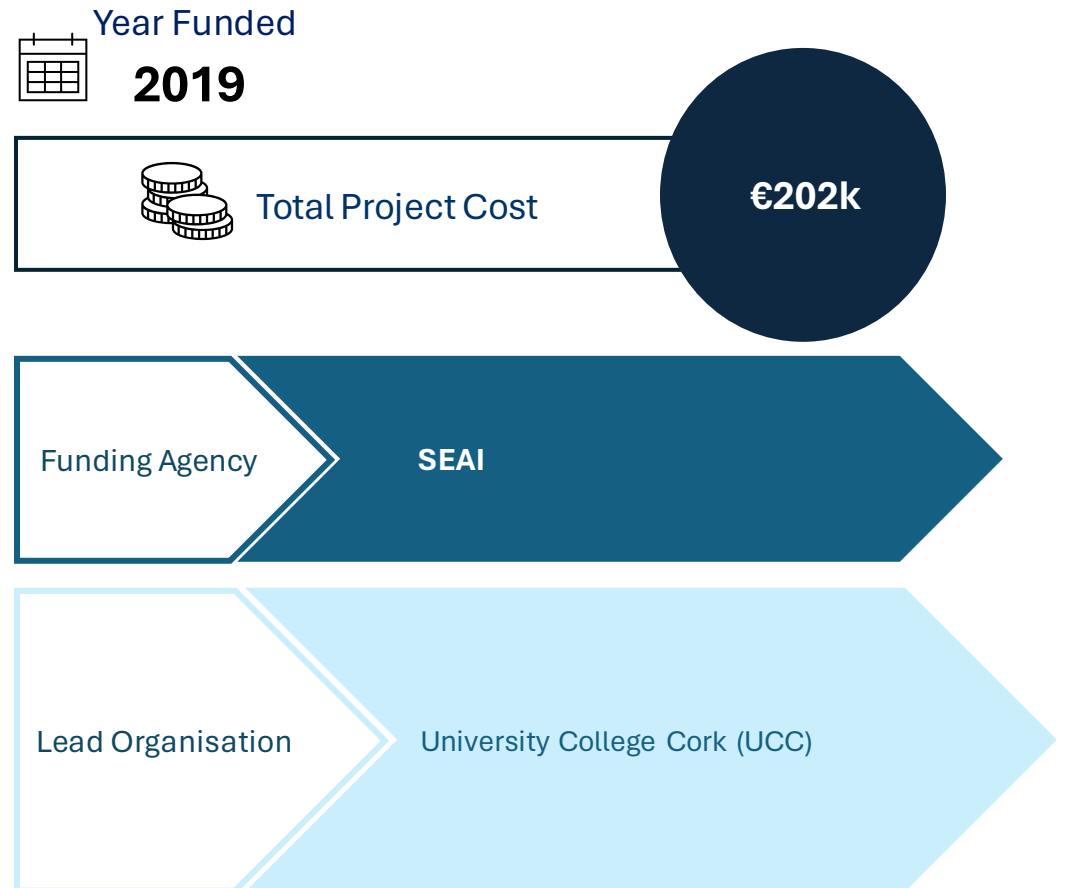 Year Funded
2019
Total Project Cost
€202k
Funding Agency
SEAI
Lead Organisation
University College Cork (UCC)